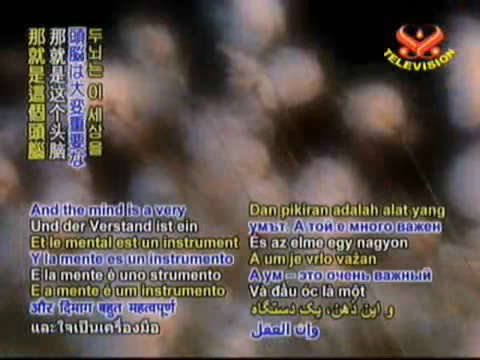 두뇌는 이 세상을
頭脳は大変重要な
那就是这个头脑
那就是這個頭腦
TELEVISION
And the mind is a very
Und der Verstand ist ein
Et le mental est un instrument
Y la mente es un instrumento
E la mente è uno strumento
E a mente é um instrumento
और दिमाग बहुत महत्वपूर्ण
และใจเป็นเครื่องมือ
Dan pikiran adalah alat yang
умът. А той е много важен
És az elme egy nagyon
A um je vrlo važan
А ум – это очень важный
Và đầu óc là một
و این ذهن، یک دستگاه
وإن العقل